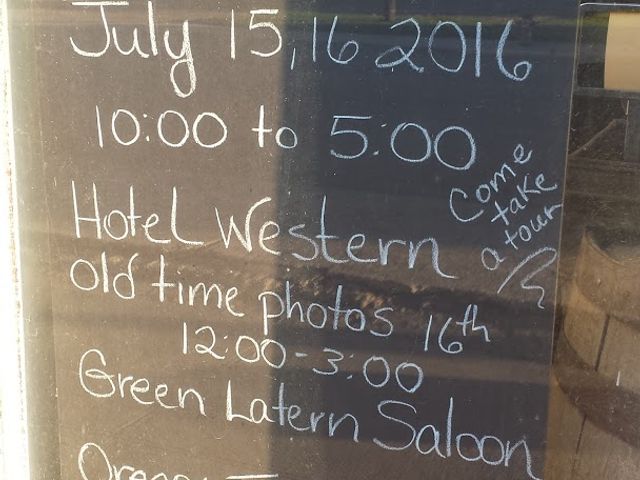 July 15,16 2016
10:00 to 5:00
Hotel Western
Come
take
a tour
old time photos 16th
12:00-3:00
Green Latern Saloon